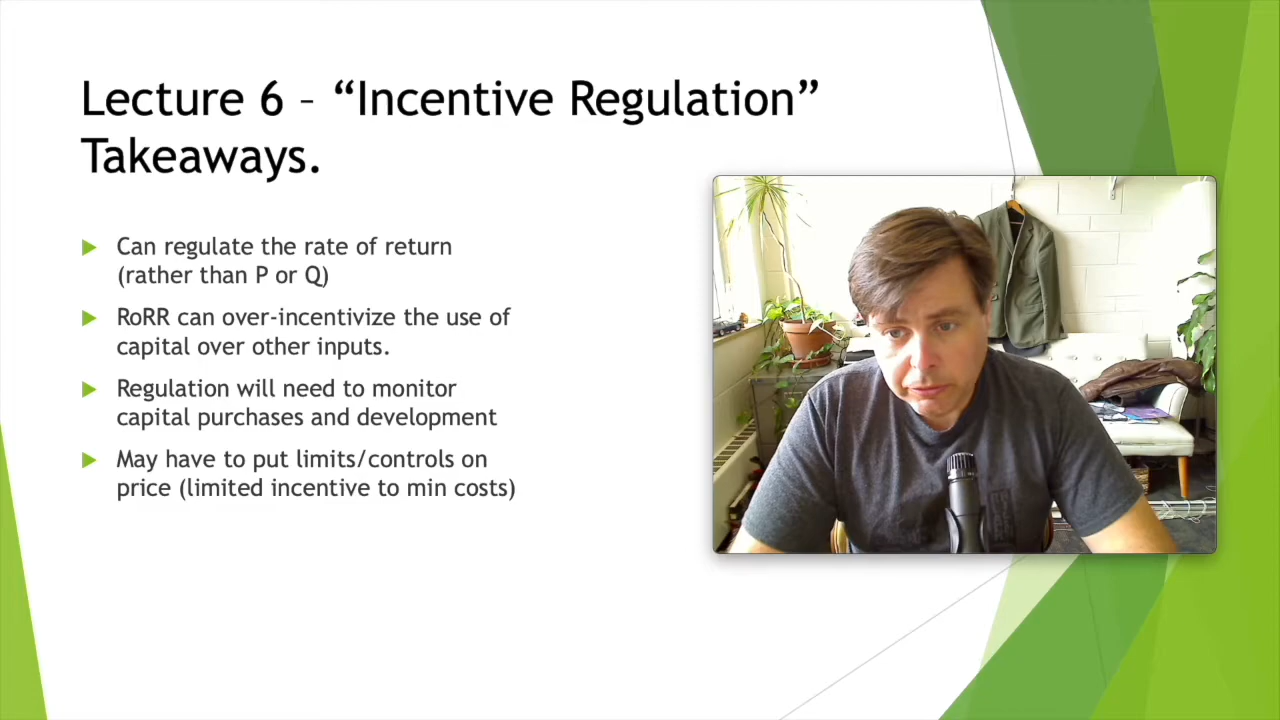 Lecture 6 – “Incentive Regulation”
Takeaways.
Can regulate the rate of return
(rather than P or Q)
RoRR can over-incentivize the use of
capital over other inputs.
Regulation will need to monitor
capital purchases and development
May have to put limits/controls on
price (limited incentive to min costs)